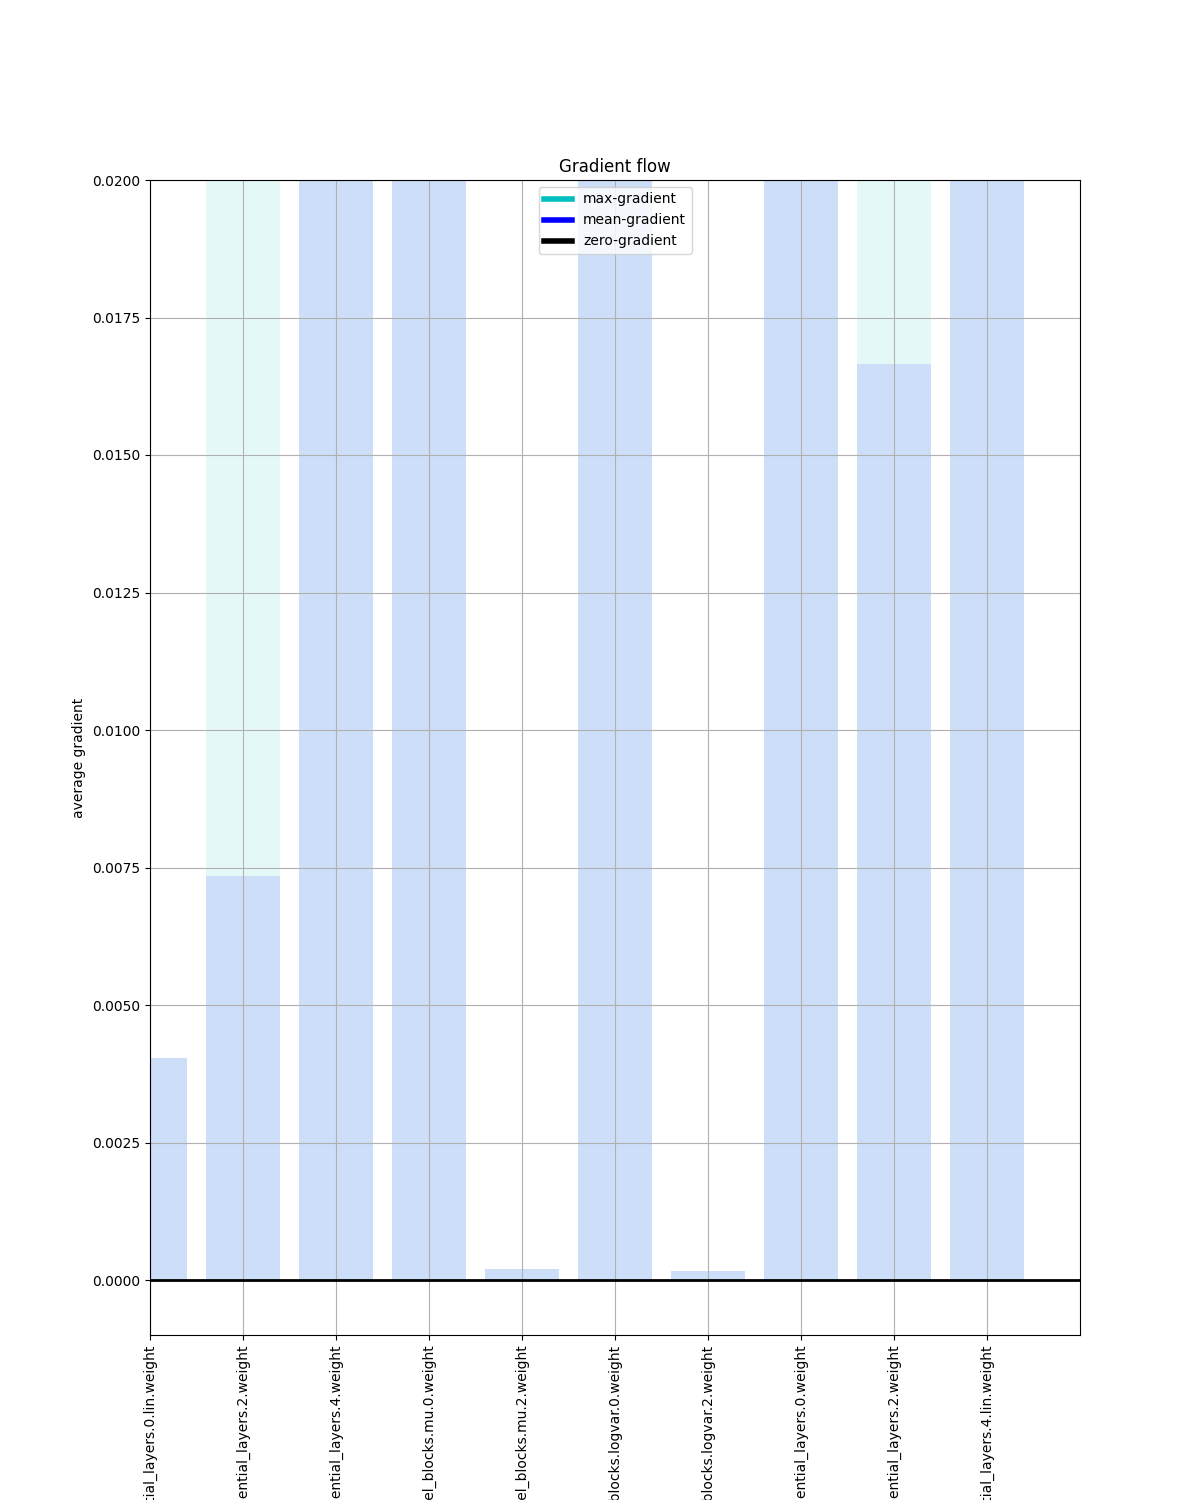 Gradient flow
max-gradient
mean-gradient
zero-gradient
0.0200
0.0175
0.0150
0.0125
0.0100
0.0075
0.0050
0.0025
0.0000
average gradient
tial_layers.0.lin.weight
ential_layers.2.weight
ential_layers.4.weight
el_blocks.mu.0.weight
el_blocks.mu.2.weight
blocks.logvar.0.weight
blocks.logvar.2.weight
ential_layers.0.weight
ential_layers.2.weight
tial_layers.4.lin.weight